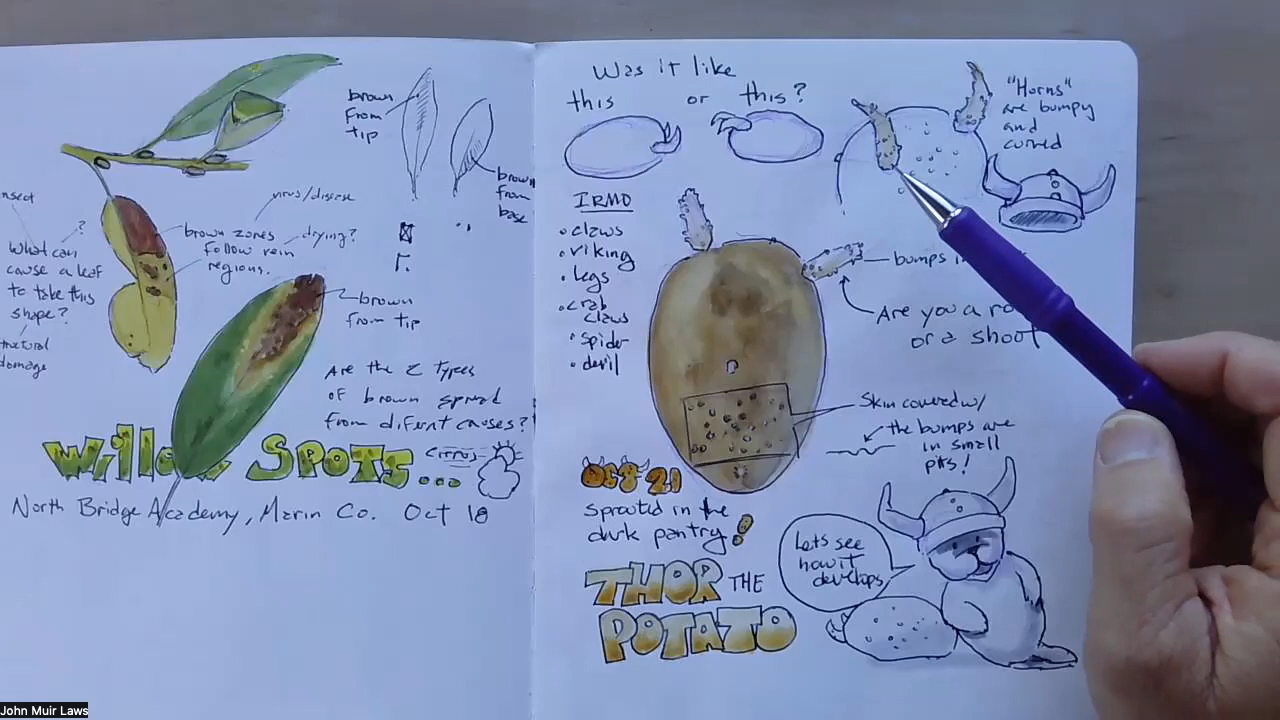 brown
from
tip
brown
from
base
virus/disease
nsect
?
brown zones
follow vein
regions.
drying?
What can
cause a leaf
to take this
shape?
natural
damage
brown
from tip
Are the 2 types
of brown spread
from difernt causes?
Willow SPOTS...
Cirrus
North Bridge Academy, Marin Co. Oct 18
Was it like
this or this?
"Horns"
are bumpy
and
curved
IRMO
• claws
• viking
• legs
• crab
claws
• spider
• devil
bumps
Are you a
or a shoot
Skin covered w/
the bumps are
in small
pits!
Oct 21
sprouted in the
dark pantry!
THOR THE
POTATO
Lets see
how it
develops
John Muir Laws